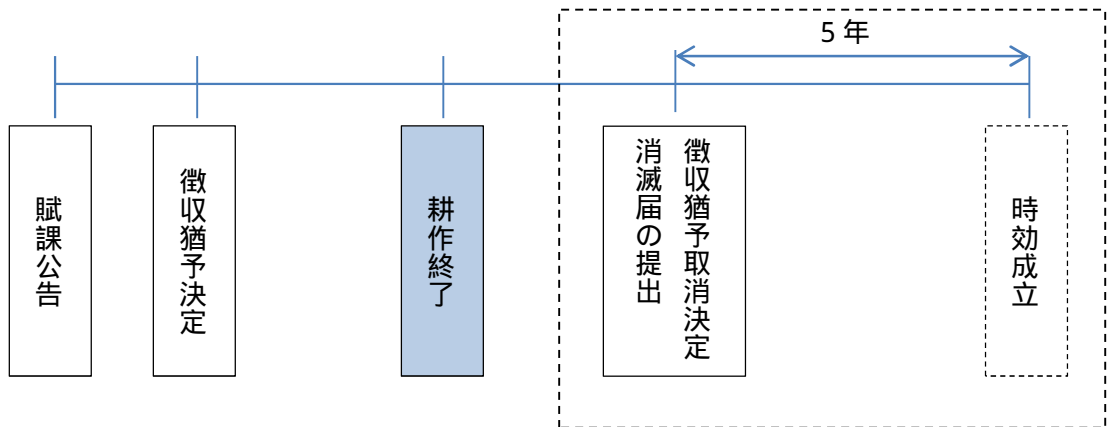 5 年
賦課公告
徴収猶予決定
耕作終了
徴収猶予取消決定
消滅届の提出
時効成立